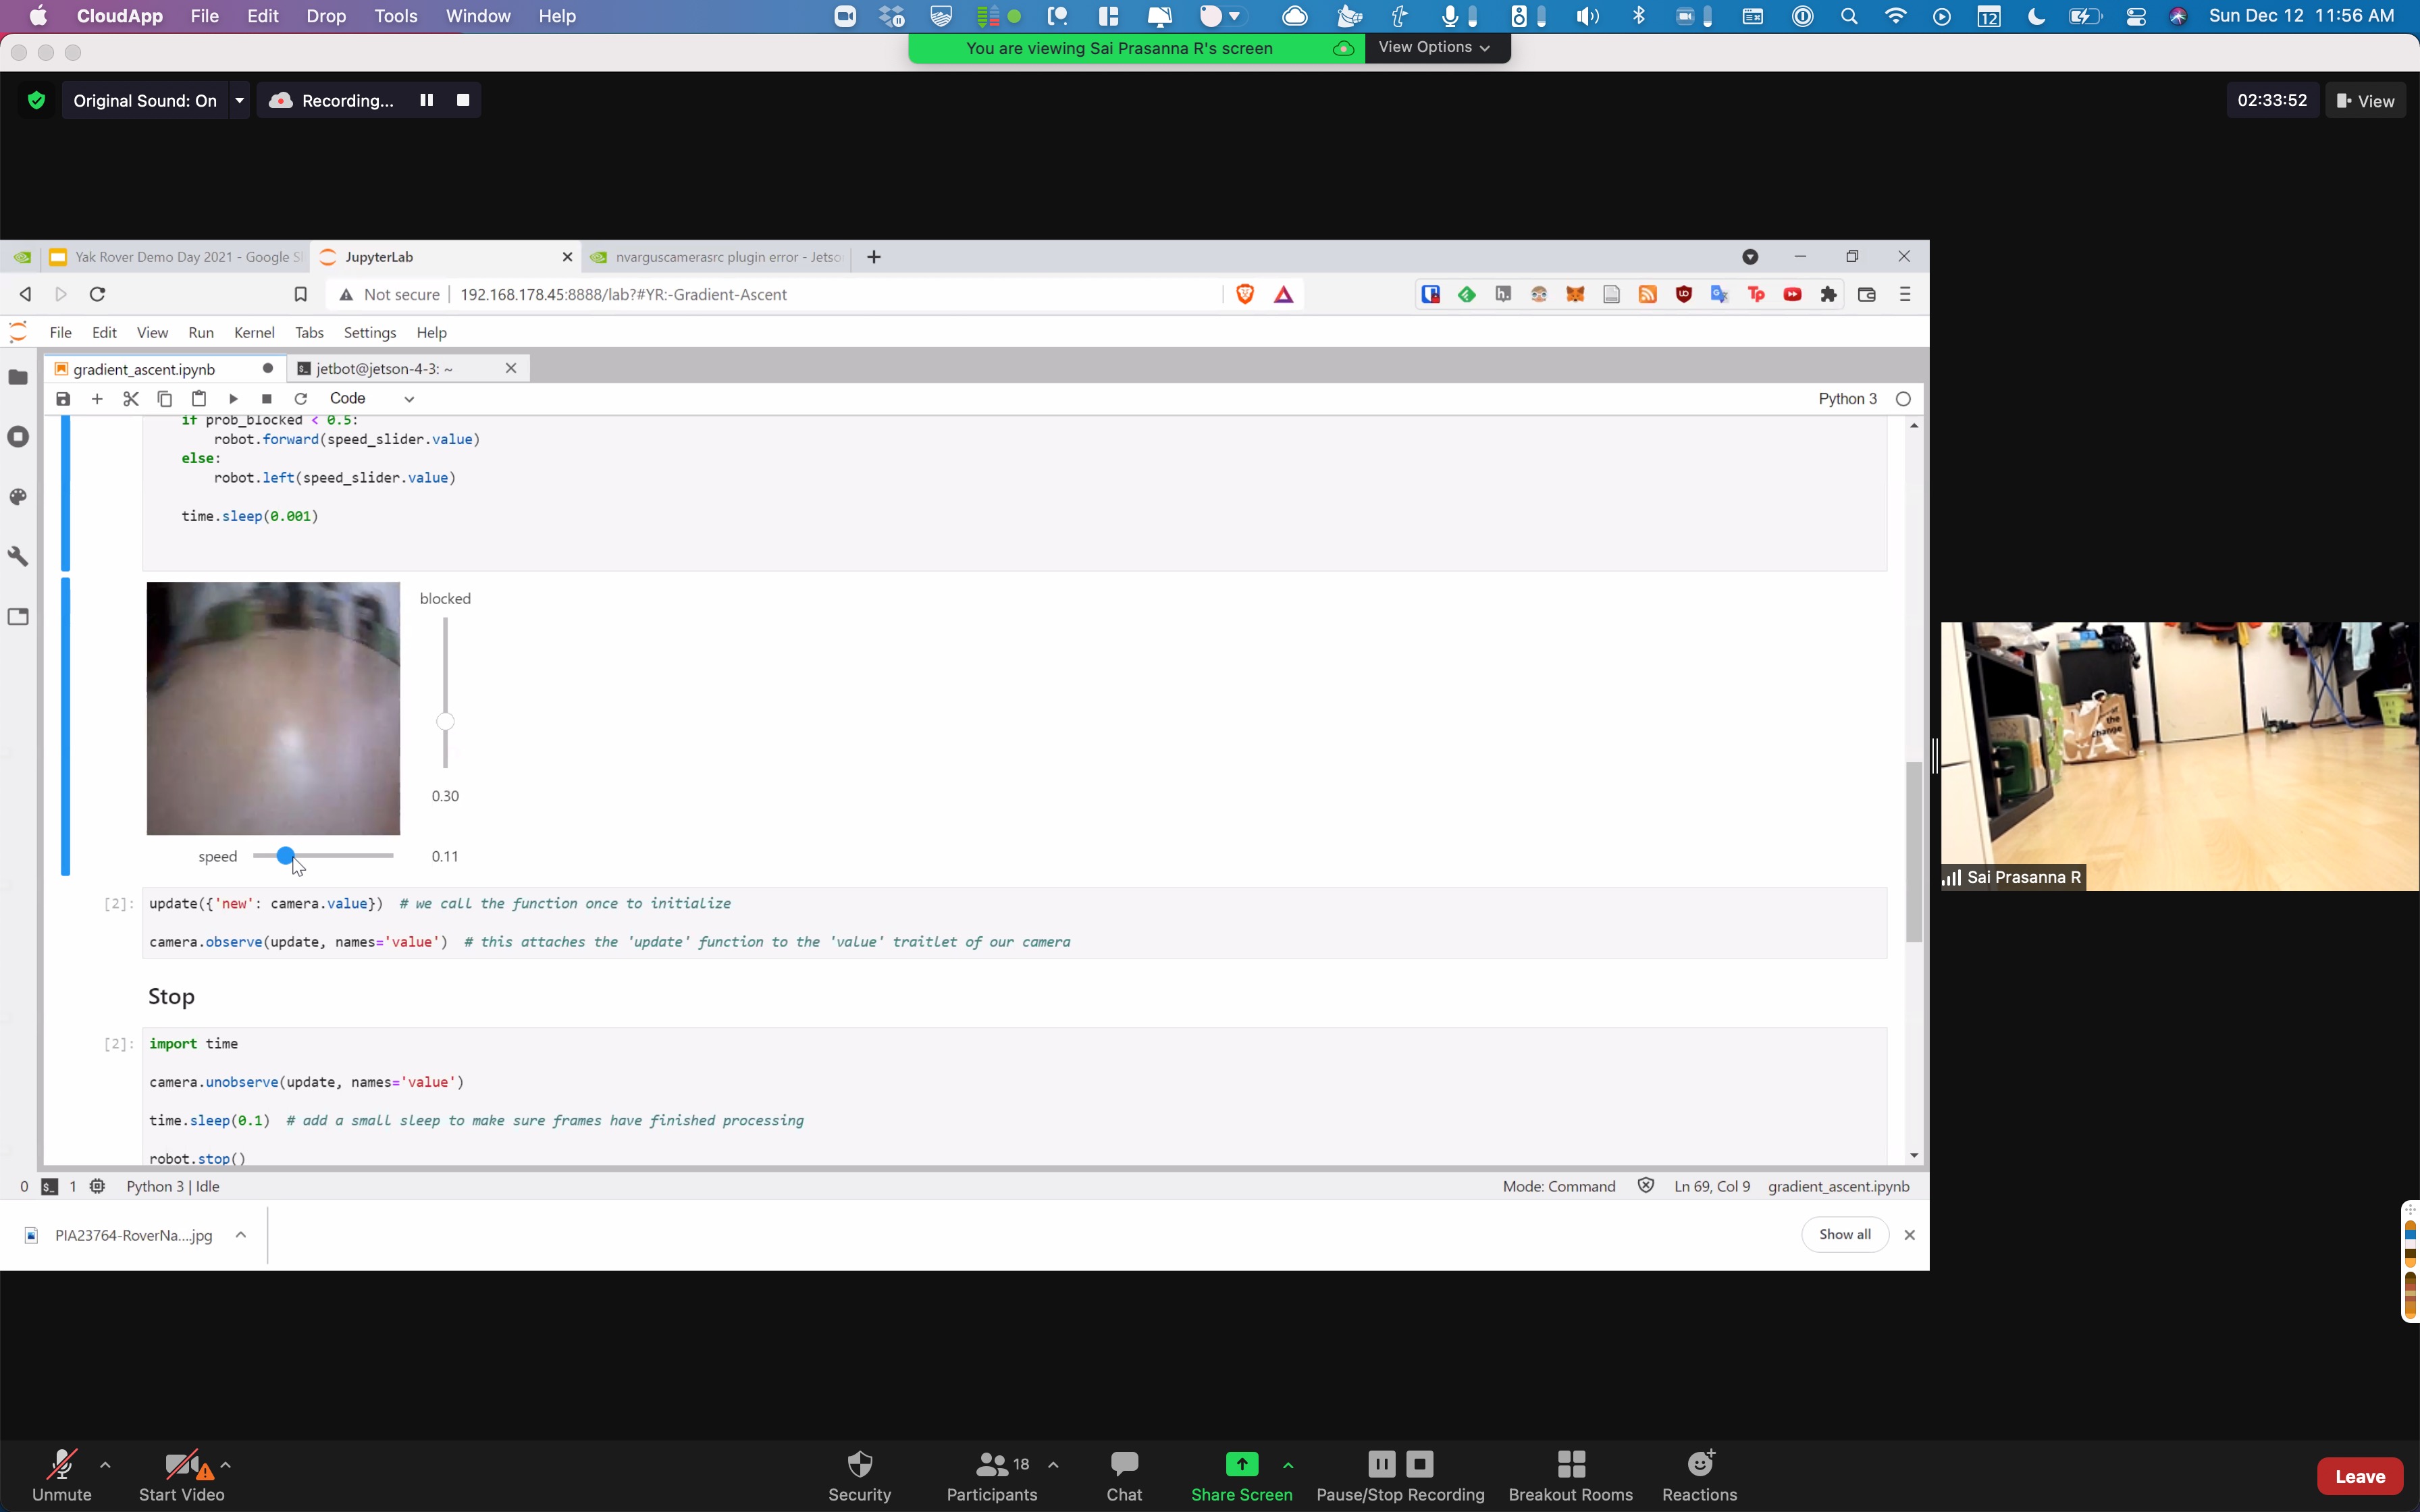 CloudApp File Edit Drop Tools Window Help
12
Sun Dec 12 11:56 AM
You are viewing Sai Prasanna R's screen
View Options
Original Sound: On
Recording...
02:33:52
View
Yak Rover Demo Day 2021 - Google Sl
JupyterLab
nvarguscamerasrc plugin error - Jetso
Not secure
192.168.178.45:8888/lab?#YR:-Gradient-Ascent
File Edit View Run Kernel Tabs Settings Help
gradient_ascent.ipynb
jetbot@jetson-4-3: ~
Code
Python 3
if prob_blocked < 0.5:
robot.forward(speed_slider.value)
else:
robot.left(speed_slider.value)
time.sleep(0.001)
blocked
0.30
speed
0.11
of
the
change
Sai Prasanna R
[2]: update({'new': camera.value}) # we call the function once to initialize
camera.observe(update, names='value') # this attaches the 'update' function to the 'value' traitlet of our camera
Stop
[2]: import time
camera.unobserve(update, names='value')
time.sleep(0.1) # add a small sleep to make sure frames have finished processing
robot.stop()
0 1 Python 3 | Idle
Mode: Command Ln 69, Col 9 gradient_ascent.ipynb
PIA23764-RoverNa....jpg
Show all
Unmute
Start Video
Security
18
Participants
Chat
Share Screen
Pause/Stop Recording
Breakout Rooms
Reactions
Leave